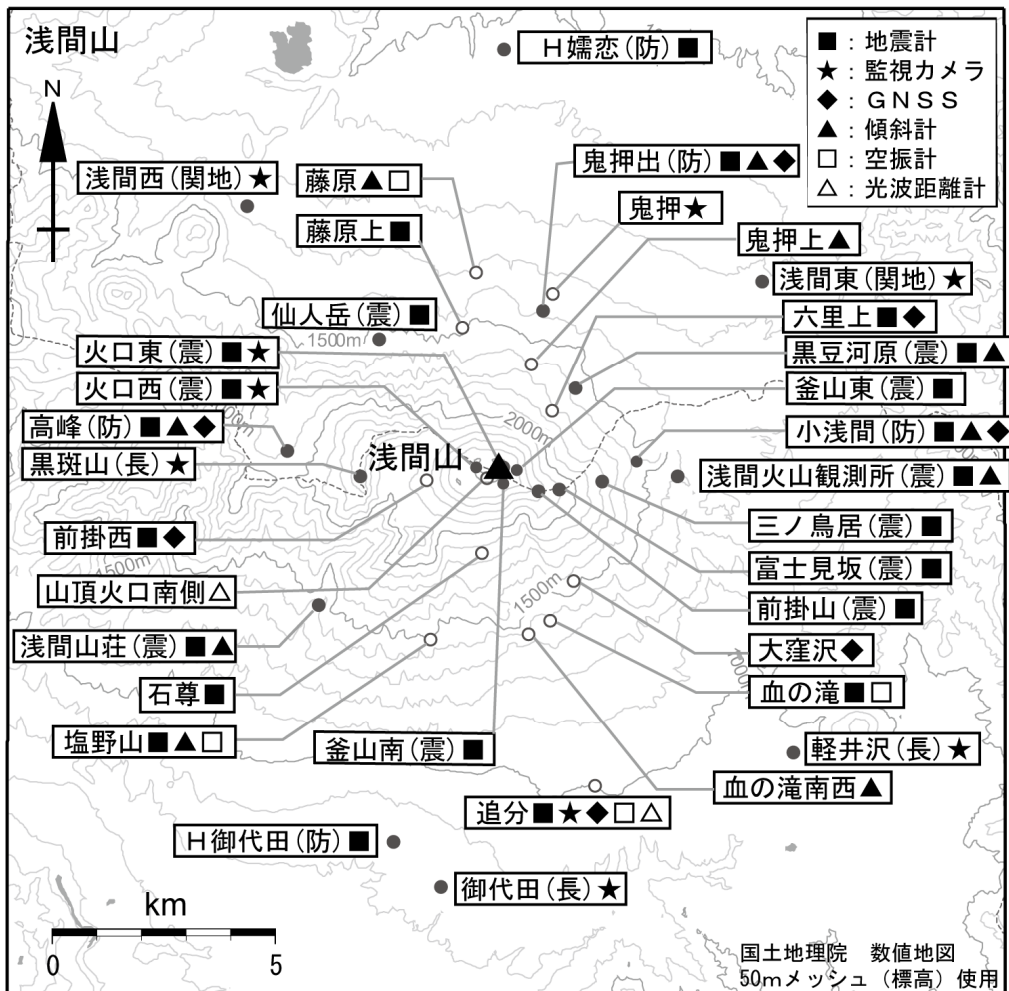 浅間山
N
■：地震計
★：監視カメラ
◆：ＧＮＳＳ
▲：傾斜計
□：空振計
△：光波距離計
Ｈ嬬恋(防)■
浅間西(関地)★
藤原▲□
鬼押出(防)■▲◆
鬼押★
藤原上■
鬼押上▲
浅間東(関地)★
仙人岳(震)■
1500m
六里上■◆
火口東(震)■★
黒豆河原(震)■▲
火口西(震)■★
釜山東(震)■
2000m
高峰(防)■▲◆
小浅間(防)■▲◆
黒斑山(長)★
浅間山
浅間火山観測所(震)■▲
前掛西■◆
三ノ鳥居(震)■
1500m
富士見坂(震)■
山頂火口南側△
1500m
前掛山(震)■
浅間山荘(震)■▲
大窪沢◆
石尊■
血の滝■□
塩野山■▲□
釜山南(震)■
軽井沢(長)★
血の滝南西▲
追分■★◆□△
Ｈ御代田(防)■
御代田(長)★
km
0
5
国土地理院　数値地図
50mメッシュ（標高）使用